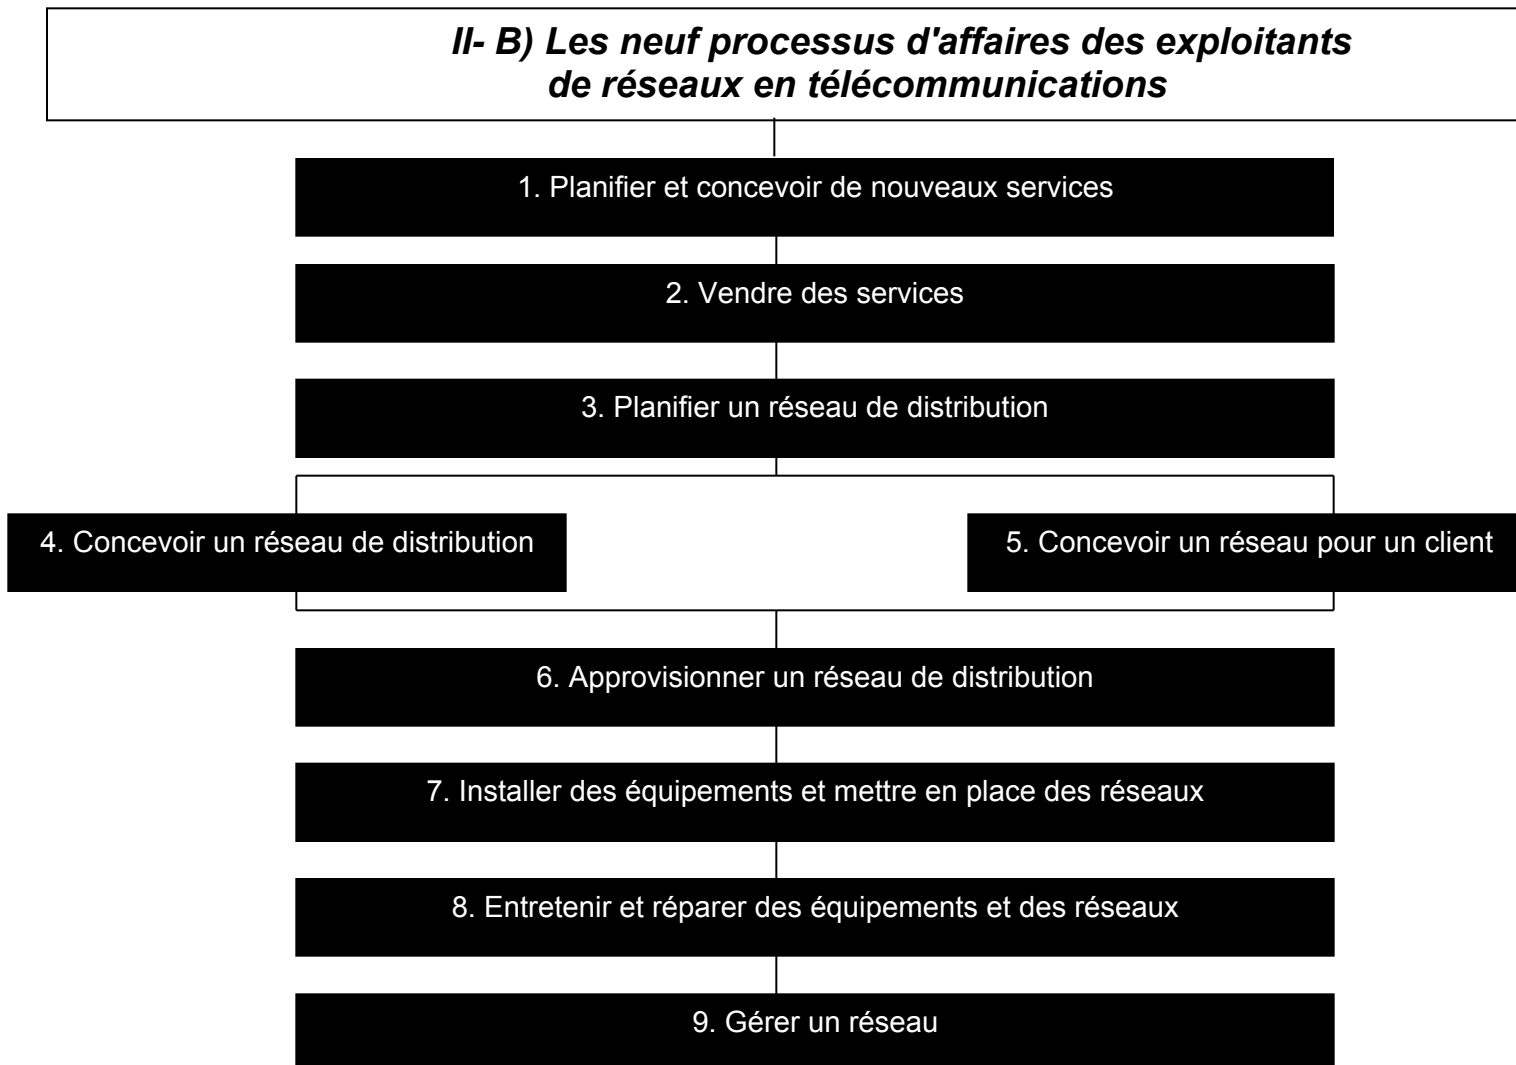 II- B) Les neuf processus d'affaires des exploitants
de réseaux en télécommunications
1. Planifier et concevoir de nouveaux services
2. Vendre des services
3. Planifier un réseau de distribution
4. Concevoir un réseau de distribution
5. Concevoir un réseau pour un client
6. Approvisionner un réseau de distribution
7. Installer des équipements et mettre en place des réseaux
8. Entretenir et réparer des équipements et des réseaux
9. Gérer un réseau